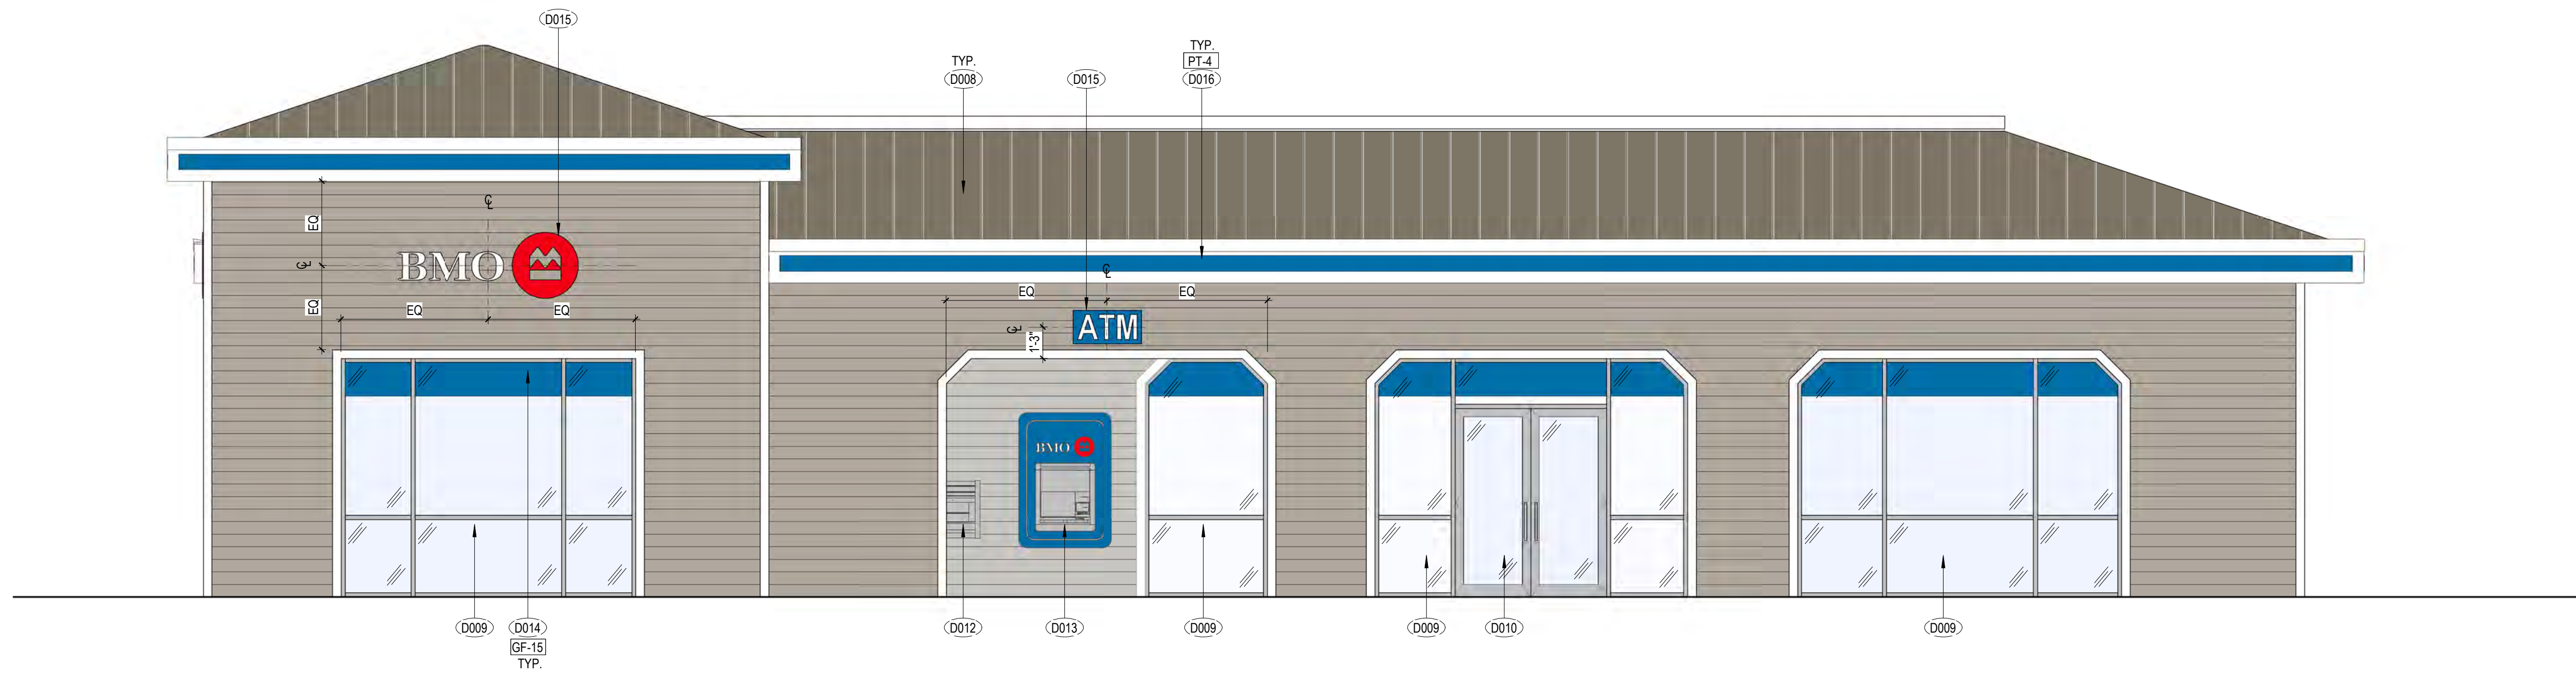 D015
TYP.
PT-4
D016
TYP.
D008
D015
EQ
EQ
BMO
EQ
EQ
EQ
EQ
ATM
1'-3"
BMO
D009
D014
GF-15
TYP.
D012
D013
D009
D009
D010
D009